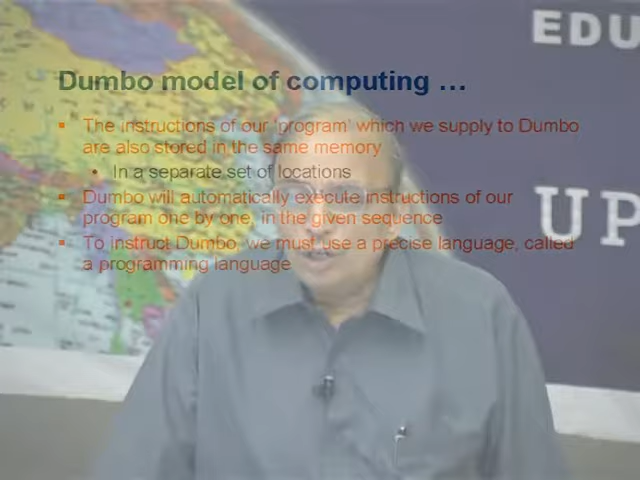 EDU
Dumbo model of computing ...
The instructions of our 'program' which we supply to Dumbo
are also stored in the same memory
In a separate set of locations
Dumbo will automatically execute instructions of our
program one by one, in the given sequence
UP
To instruct Dumbo, we must use a precise language, called
a programming language